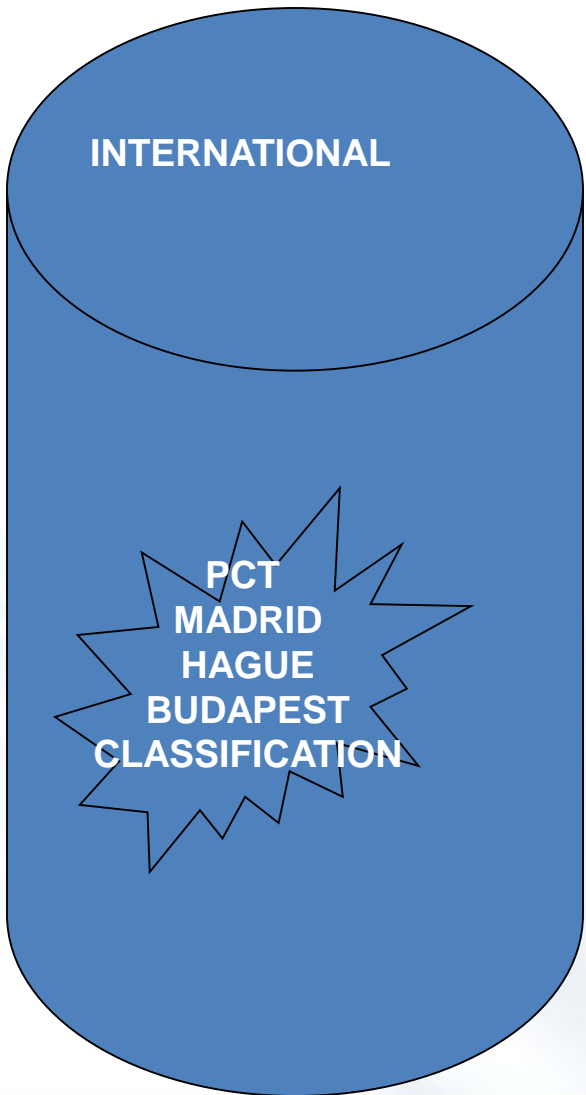 INTERNATIONAL
PCT
MADRID
HAGUE
BUDAPEST
CLASSIFICATION